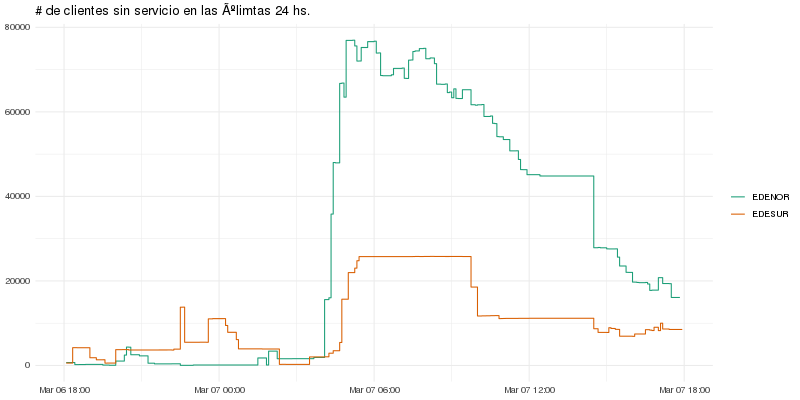 # de clientes sin servicio en las Ãºlimtas 24 hs.
80000
60000
40000
20000
0
Mar 06 18:00
Mar 07 00:00
Mar 07 06:00
Mar 07 12:00
Mar 07 18:00
EDENOR
EDESUR